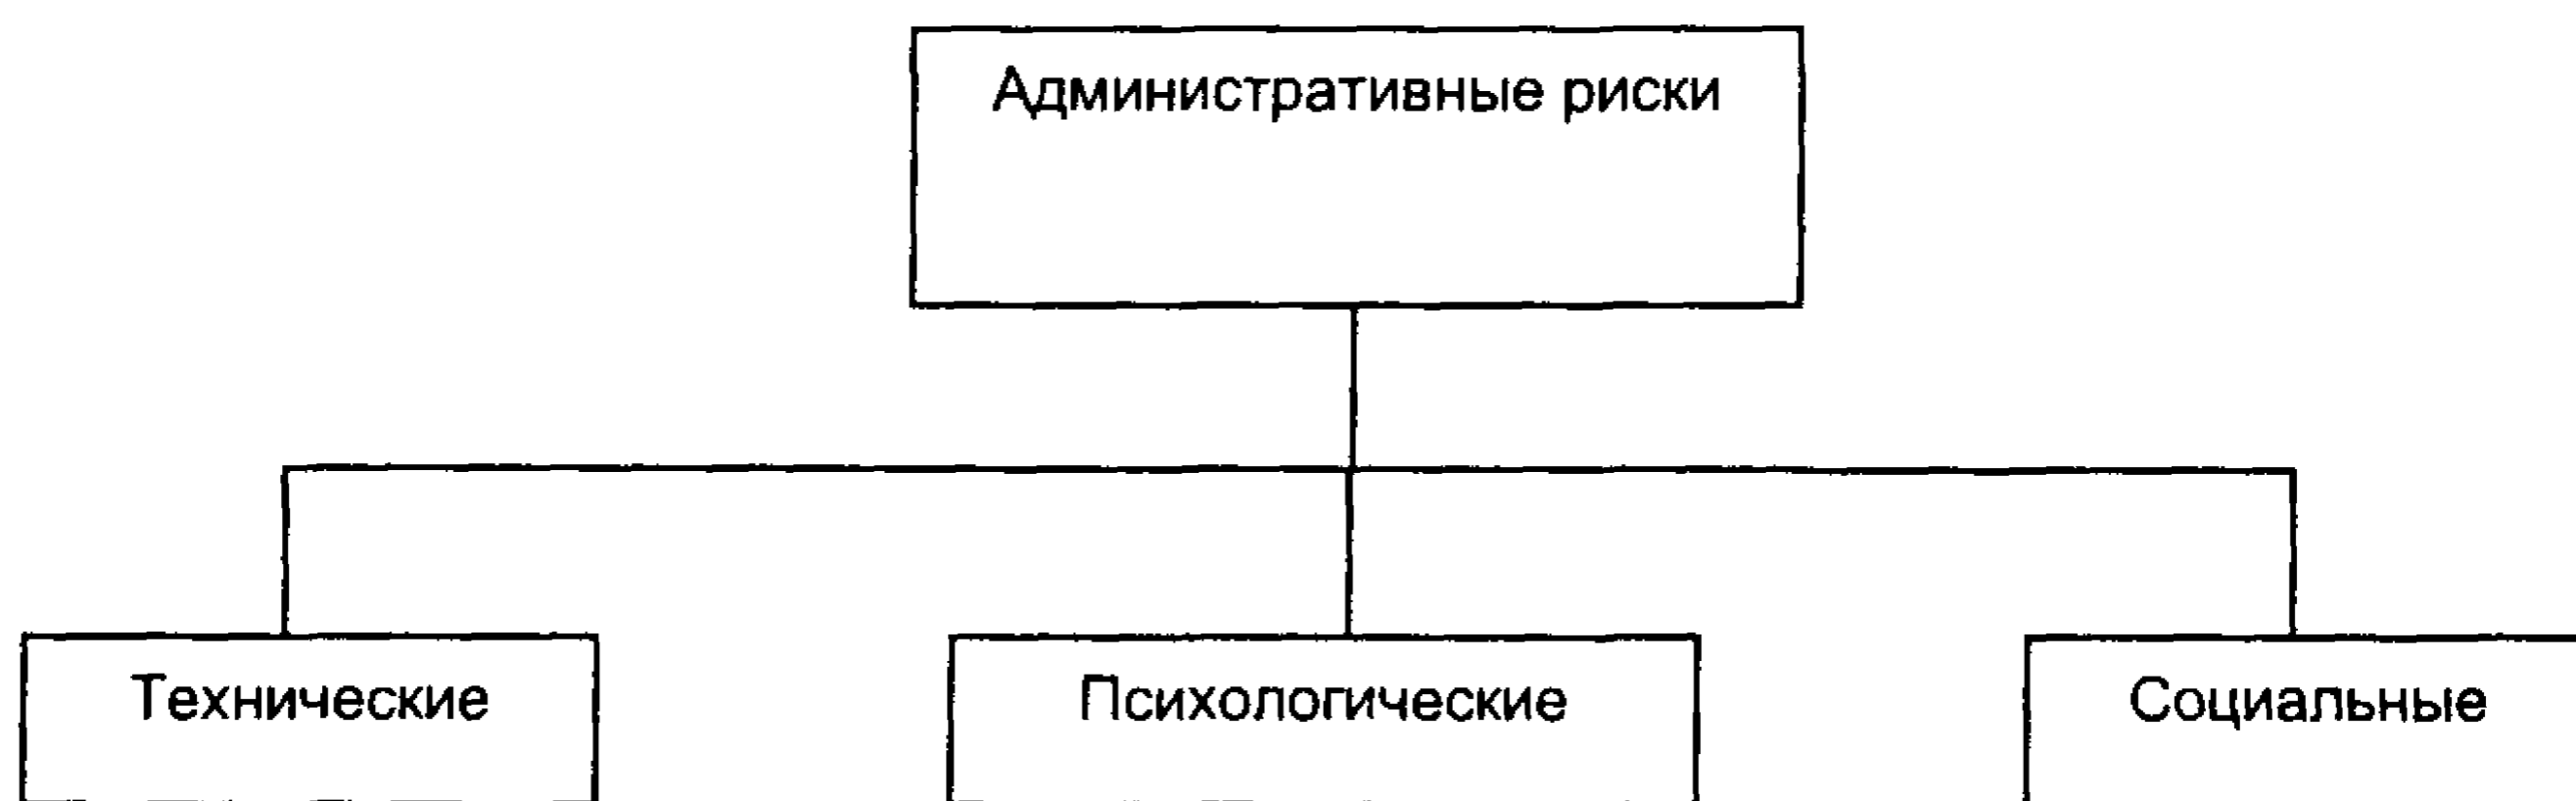 Административные риски
Технические
Психологические
Социальные